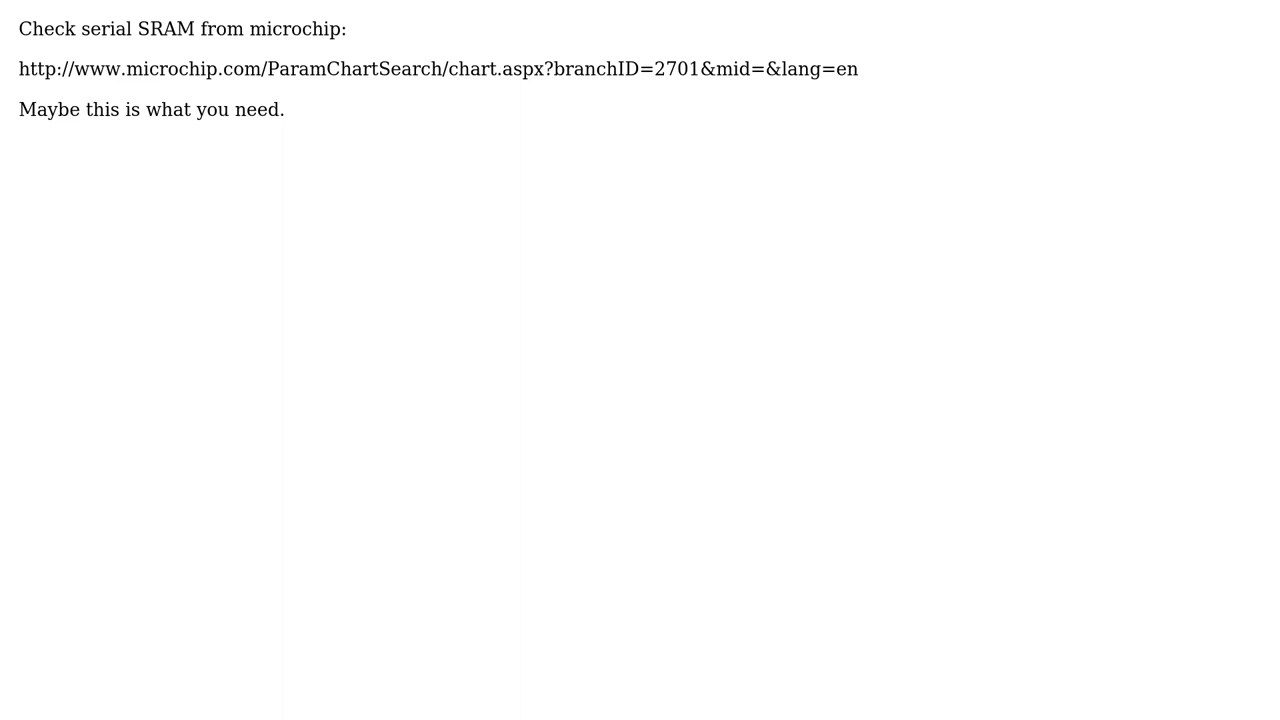 Check serial SRAM from microchip:
http://www.microchip.com/ParamChartSearch/chart.aspx?branchID=2701&mid=&lang=en
Maybe this is what you need.